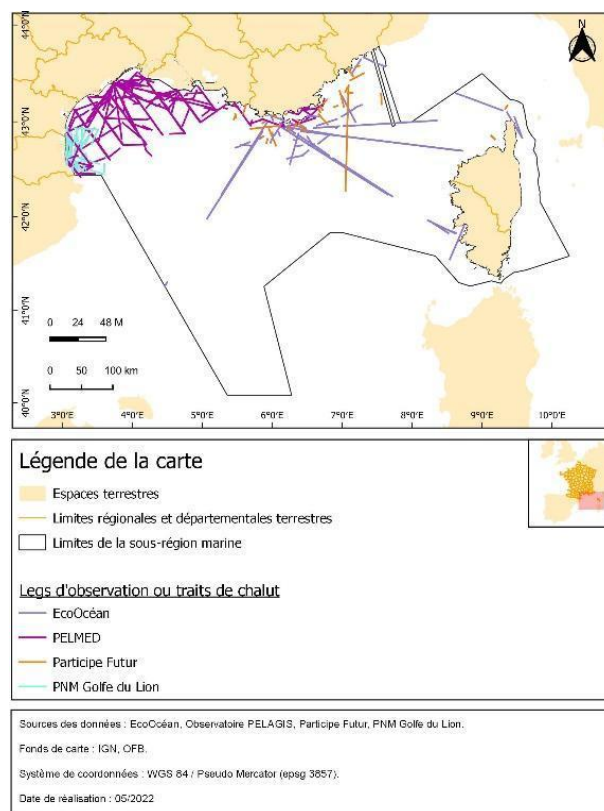 44°0'N
N
43°0'N
42°0'N
41°0'N
0 24 48 M
0 50 100 km
40°0'N
3°0'E 4°0'E 5°0'E 6°0'E 7°0'E 8°0'E 9°0'E 10°0'E
Légende de la carte
Espaces terrestres
Limites régionales et départementales terrestres
Limites de la sous-région marine
Legs d'observation ou traits de chalut
EcoOcéan
PELMED
Participe Futur
PNM Golfe du Lion
Sources des données : EcoOcéan, Observatoire PELAGIS, Participe Futur, PNM Golfe du Lion.
Fonds de carte : IGN, OFB.
Système de coordonnées : WGS 84 / Pseudo Mercator (epsg 3857).
Date de réalisation : 05/2022